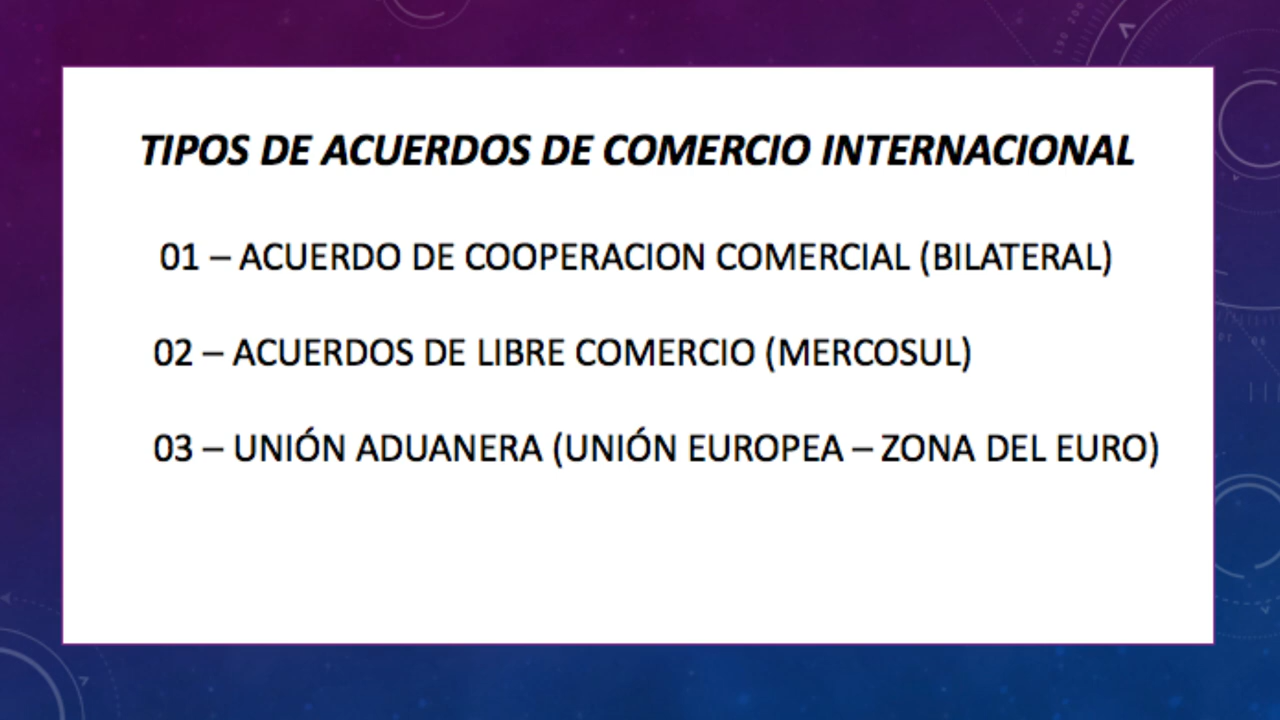 TIPOS DE ACUERDOS DE COMERCIO INTERNACIONAL
01 – ACUERDO DE COOPERACION COMERCIAL (BILATERAL)
02 – ACUERDOS DE LIBRE COMERCIO (MERCOSUL)
03 – UNIÓN ADUANERA (UNIÓN EUROPEA – ZONA DEL EURO)